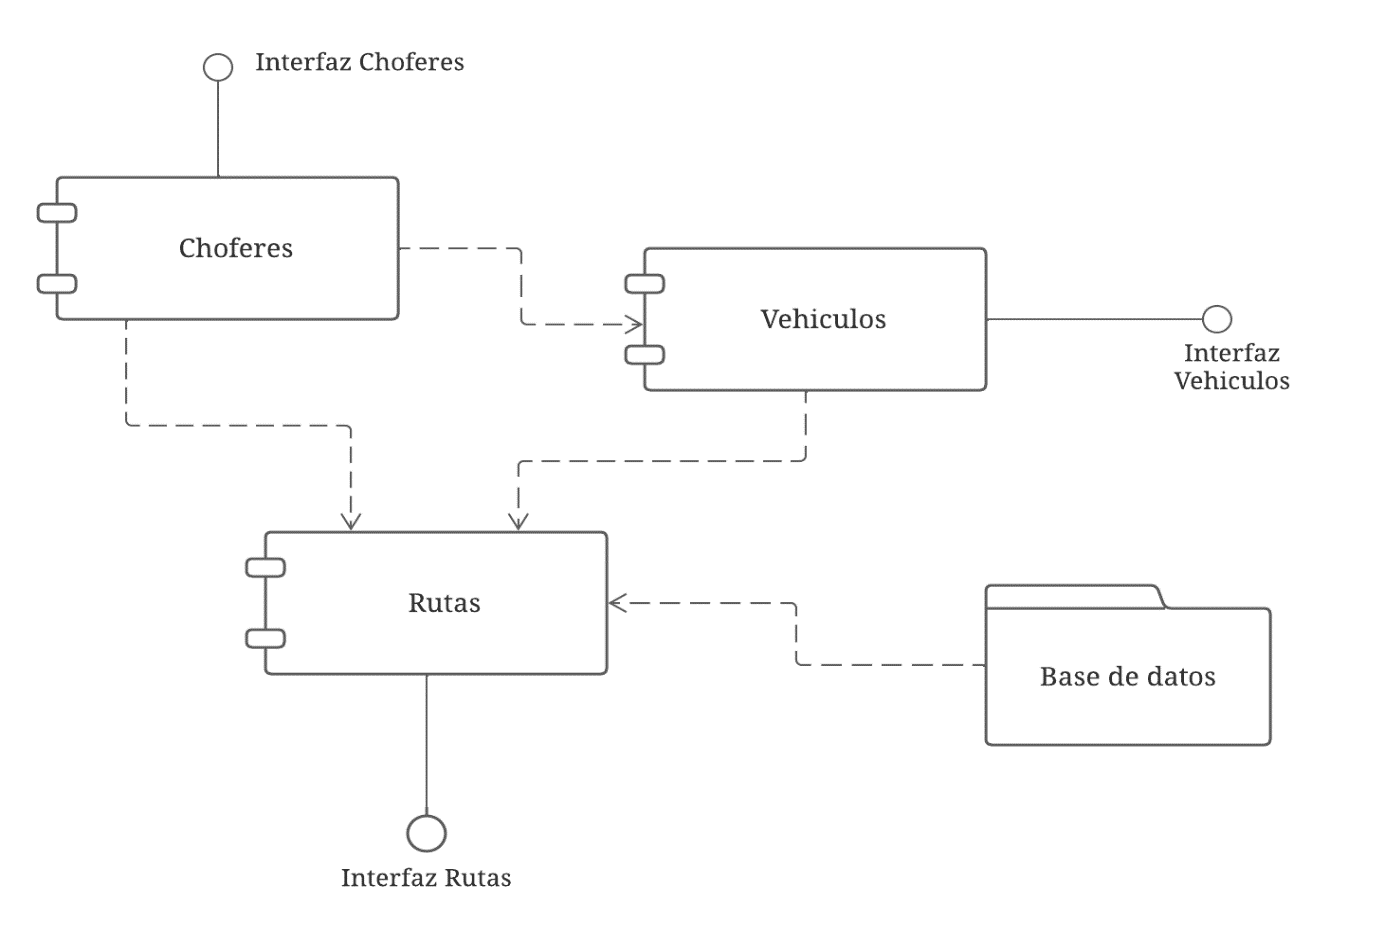 Interfaz Choferes
Choferes
Vehiculos
Interfaz
Vehiculos
Rutas
Base de datos
Interfaz Rutas